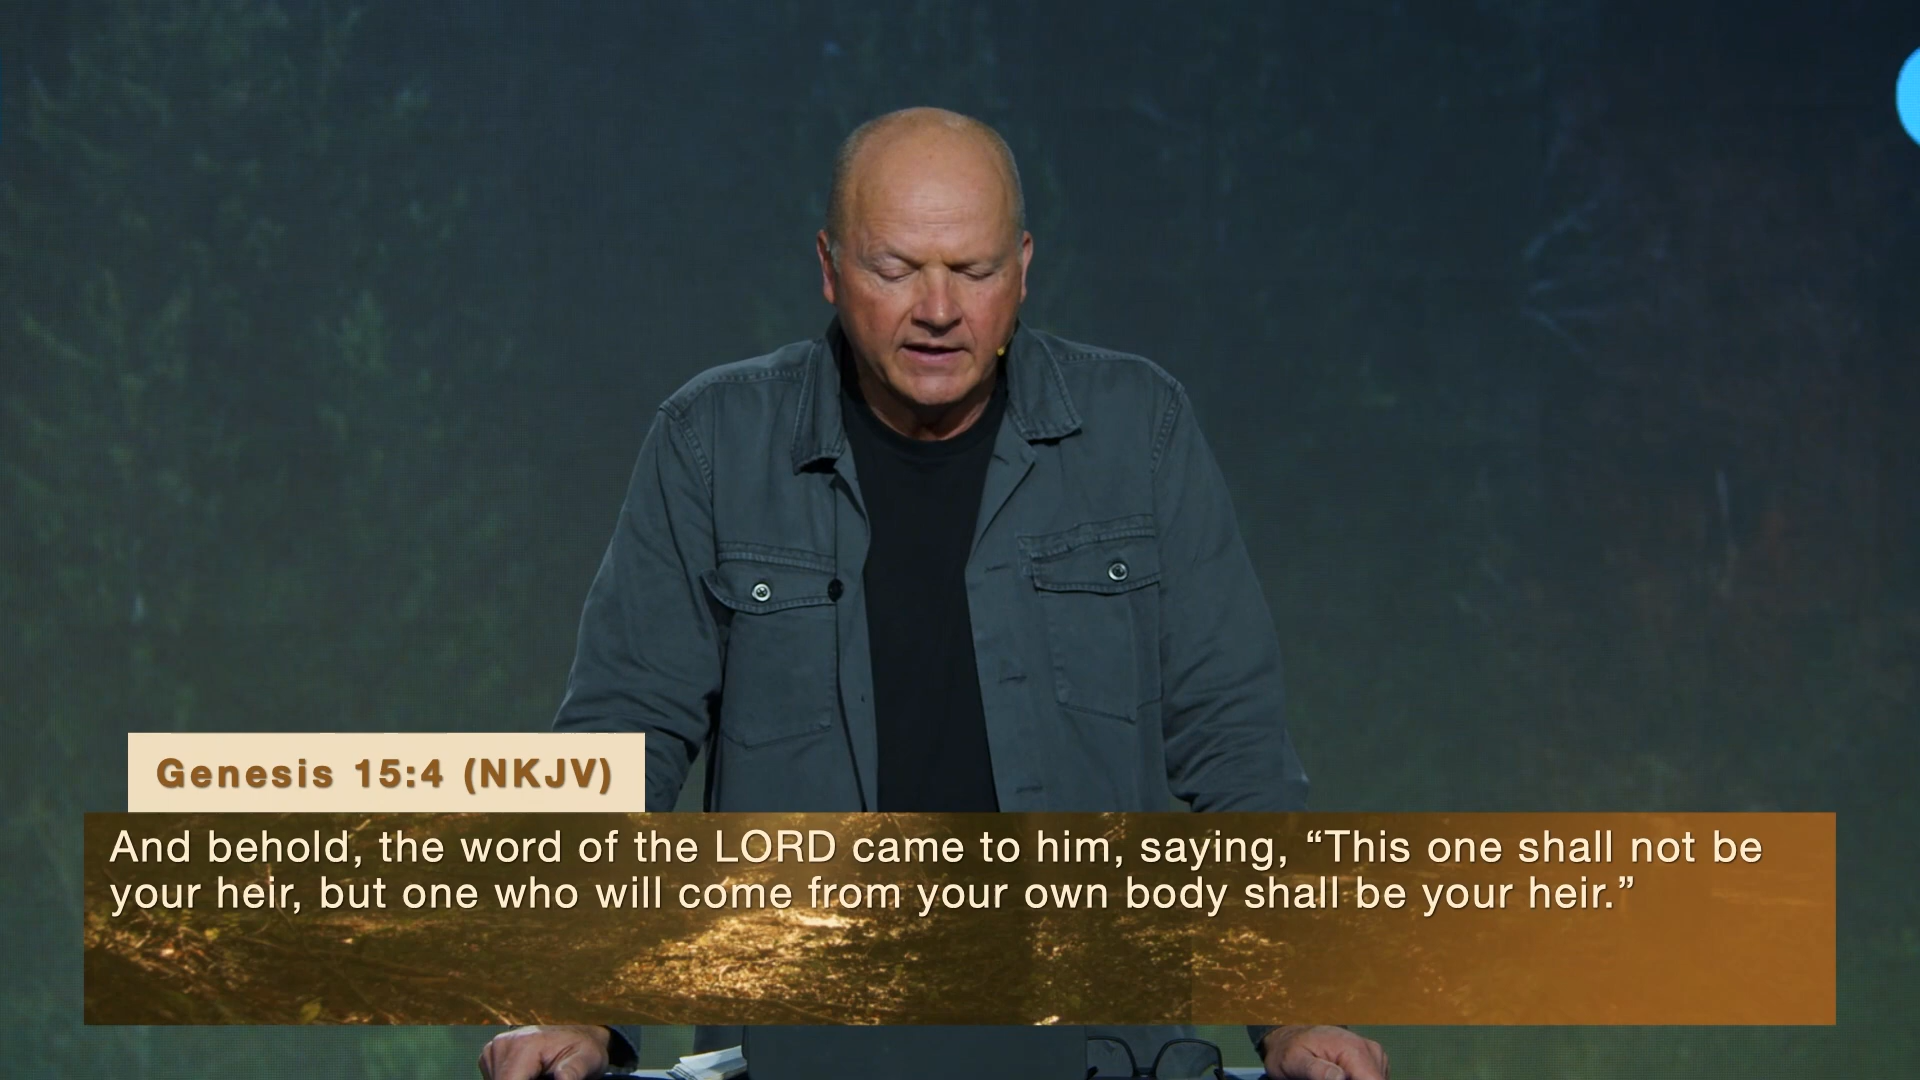 Genesis 15:4 (NKJV)
And behold, the word of the LORD came to him, saying, “This one shall not be
your heir, but one who will come from your own body shall be your heir.”